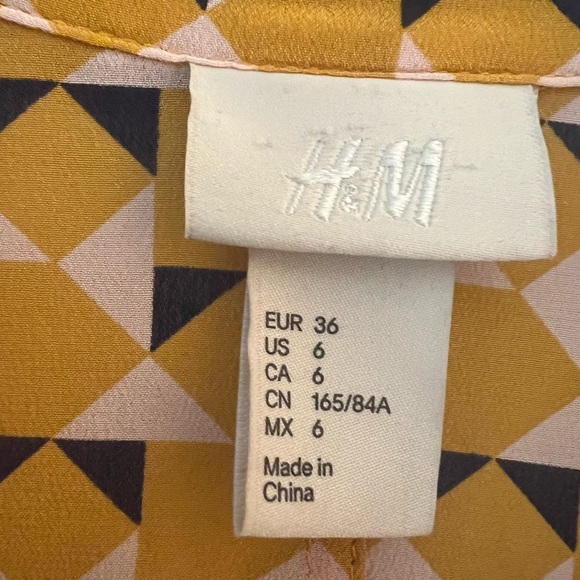 H&M
EUR 36
US 6
CA 6
CN 165/84A
MX 6
Made in
China